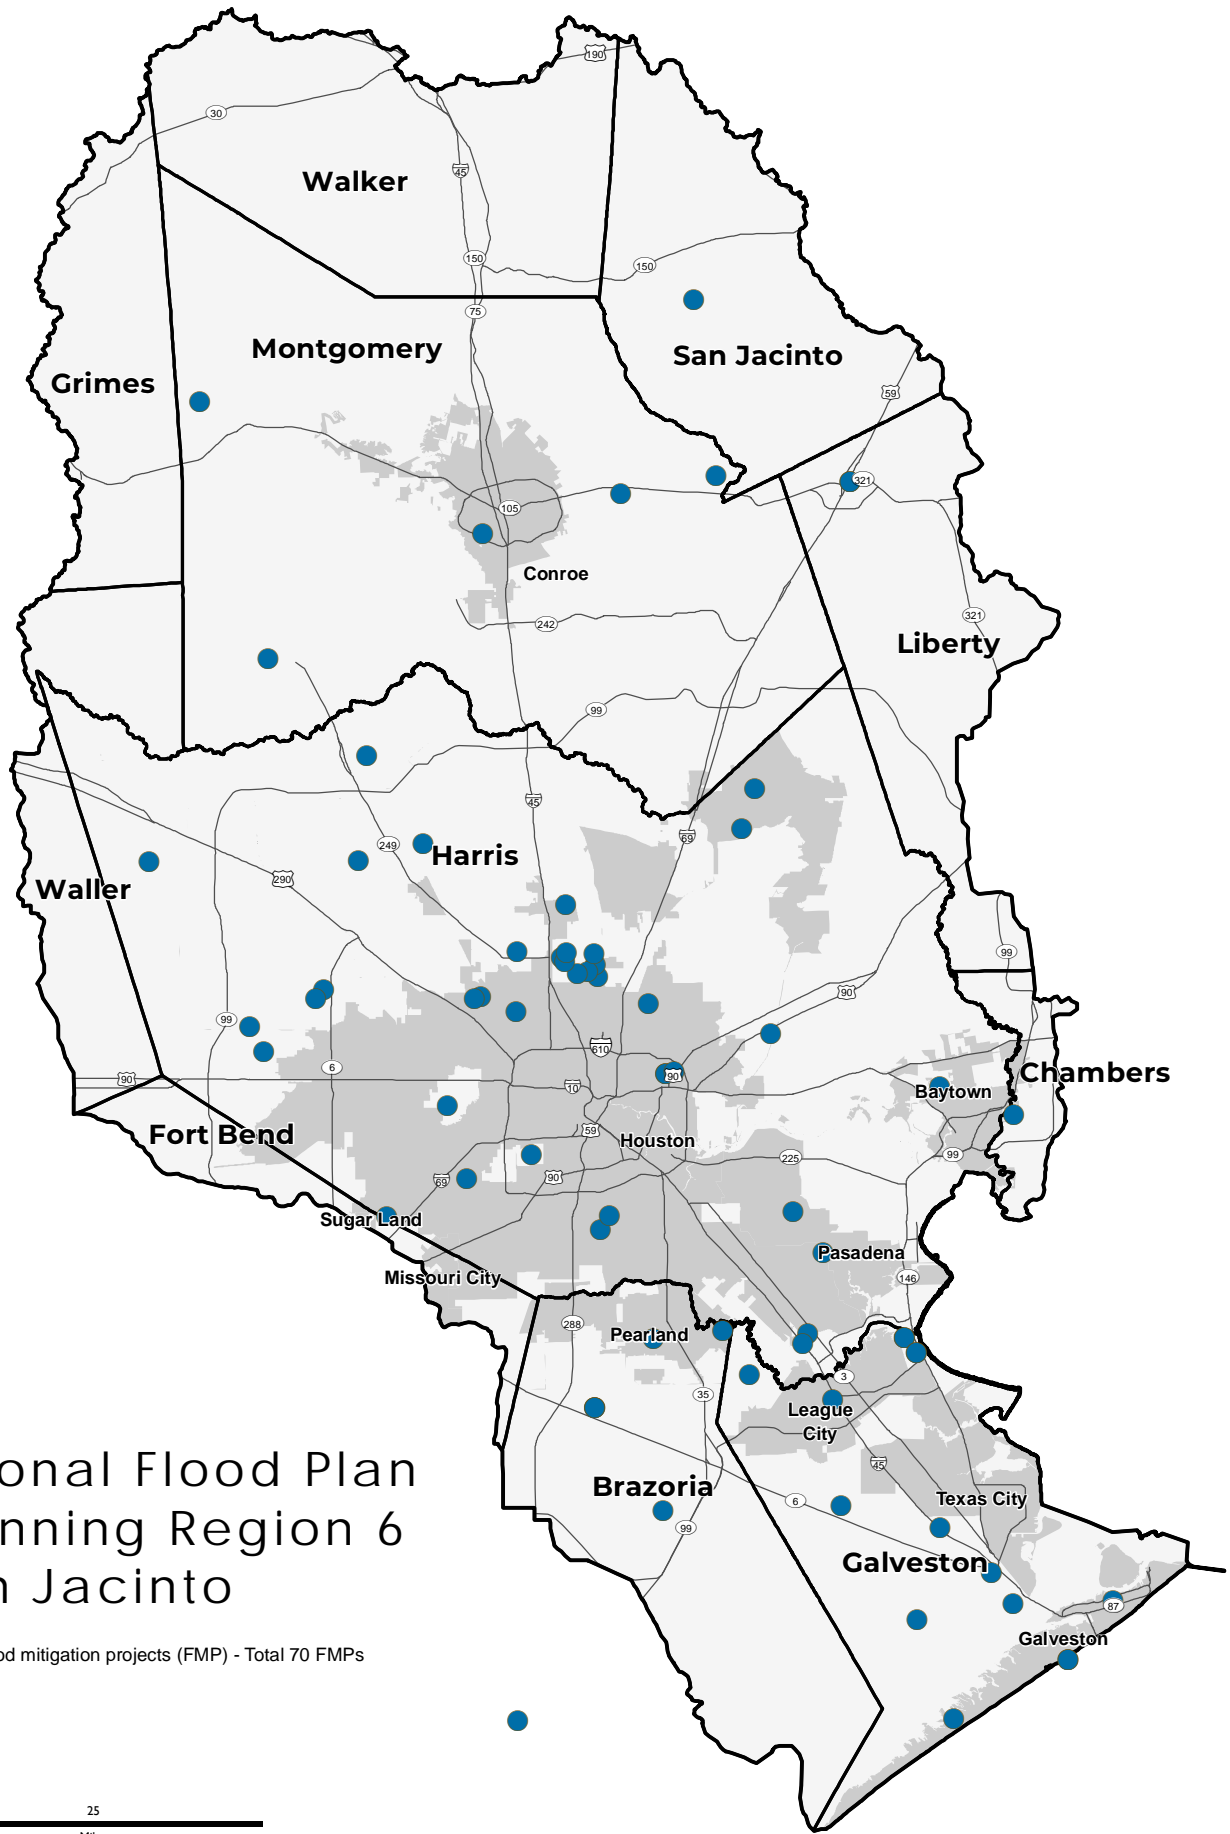 190
30
Walker
45
150
150
75
Montgomery
San Jacinto
Grimes
59
321
105
Conroe
321
242
Liberty
99
45
69
249
Harris
290
Waller
99
90
99
610
6
90
90
10
Chambers
Baytown
59
Fort Bend
Houston
225
99
69
90
Sugar Land
Pasadena
Missouri City
146
288
Pearland
3
35
League
City
45
onal Flood Plan
Brazoria
6
Texas City
nning Region 6
99
Galveston
n Jacinto
87
Galveston
od mitigation projects (FMP) - Total 70 FMPs
25